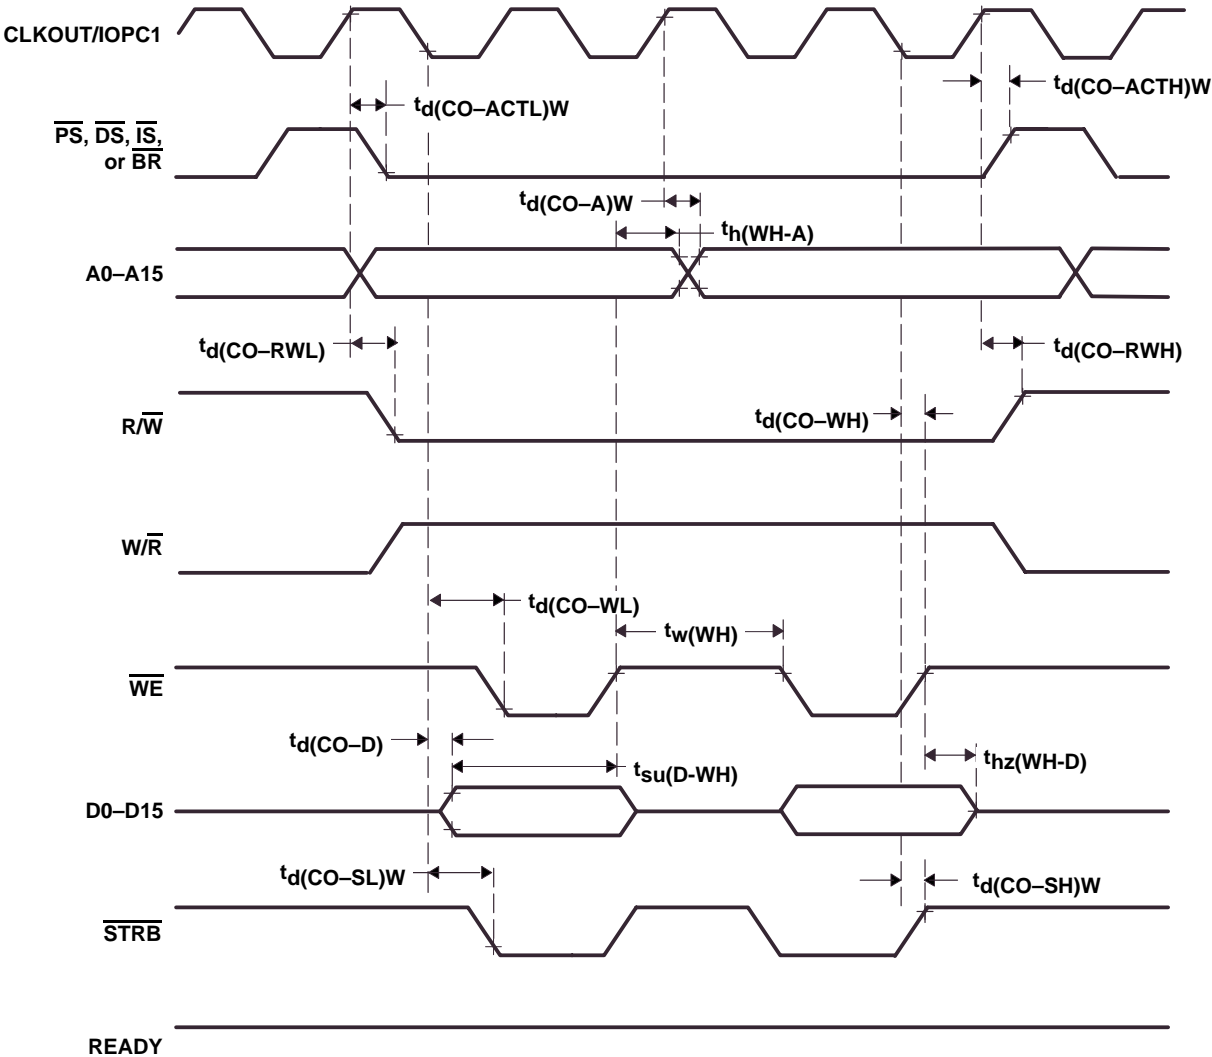 CLKOUT/IOPC1
td(CO–ACTH)W
td(CO–ACTL)W
PS, DS, IS,
or BR
td(CO–A)W
th(WH-A)
A0–A15
td(CO–RWL)
td(CO–RWH)
R/W
td(CO–WH)
W/R
td(CO–WL)
tw(WH)
WE
td(CO–D)
tsu(D-WH)
thz(WH-D)
D0–D15
td(CO–SL)W
td(CO–SH)W
STRB
READY